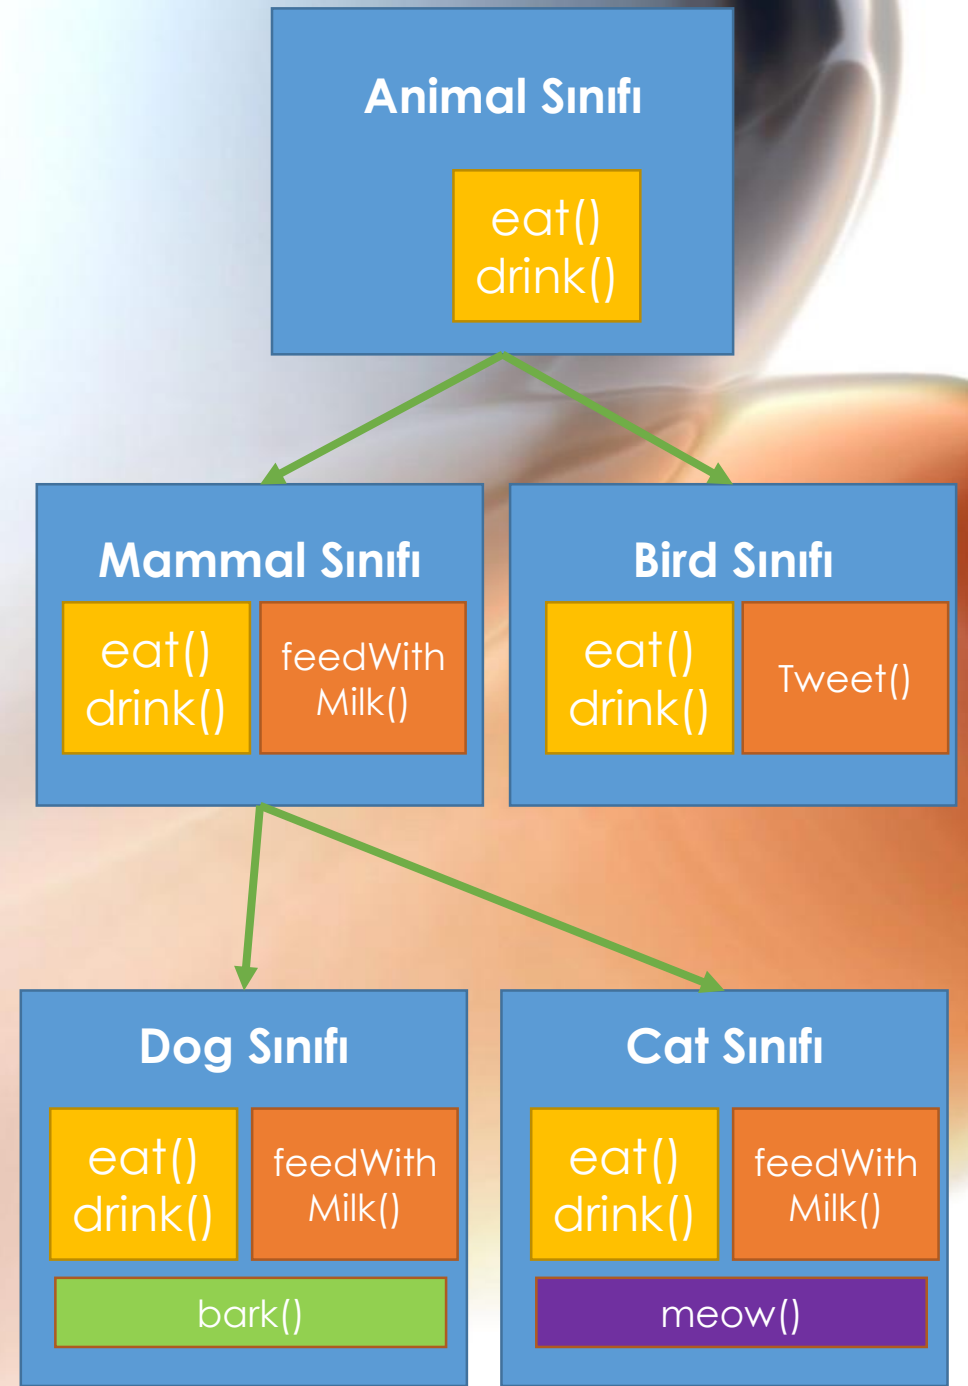 Animal Sınıfı
eat()
drink()
Mammal Sınıfı
eat()
drink()
feedWith
Milk()
Bird Sınıfı
eat()
drink()
Tweet()
Dog Sınıfı
eat()
drink()
feedWith
Milk()
bark()
Cat Sınıfı
eat()
drink()
feedWith
Milk()
meow()